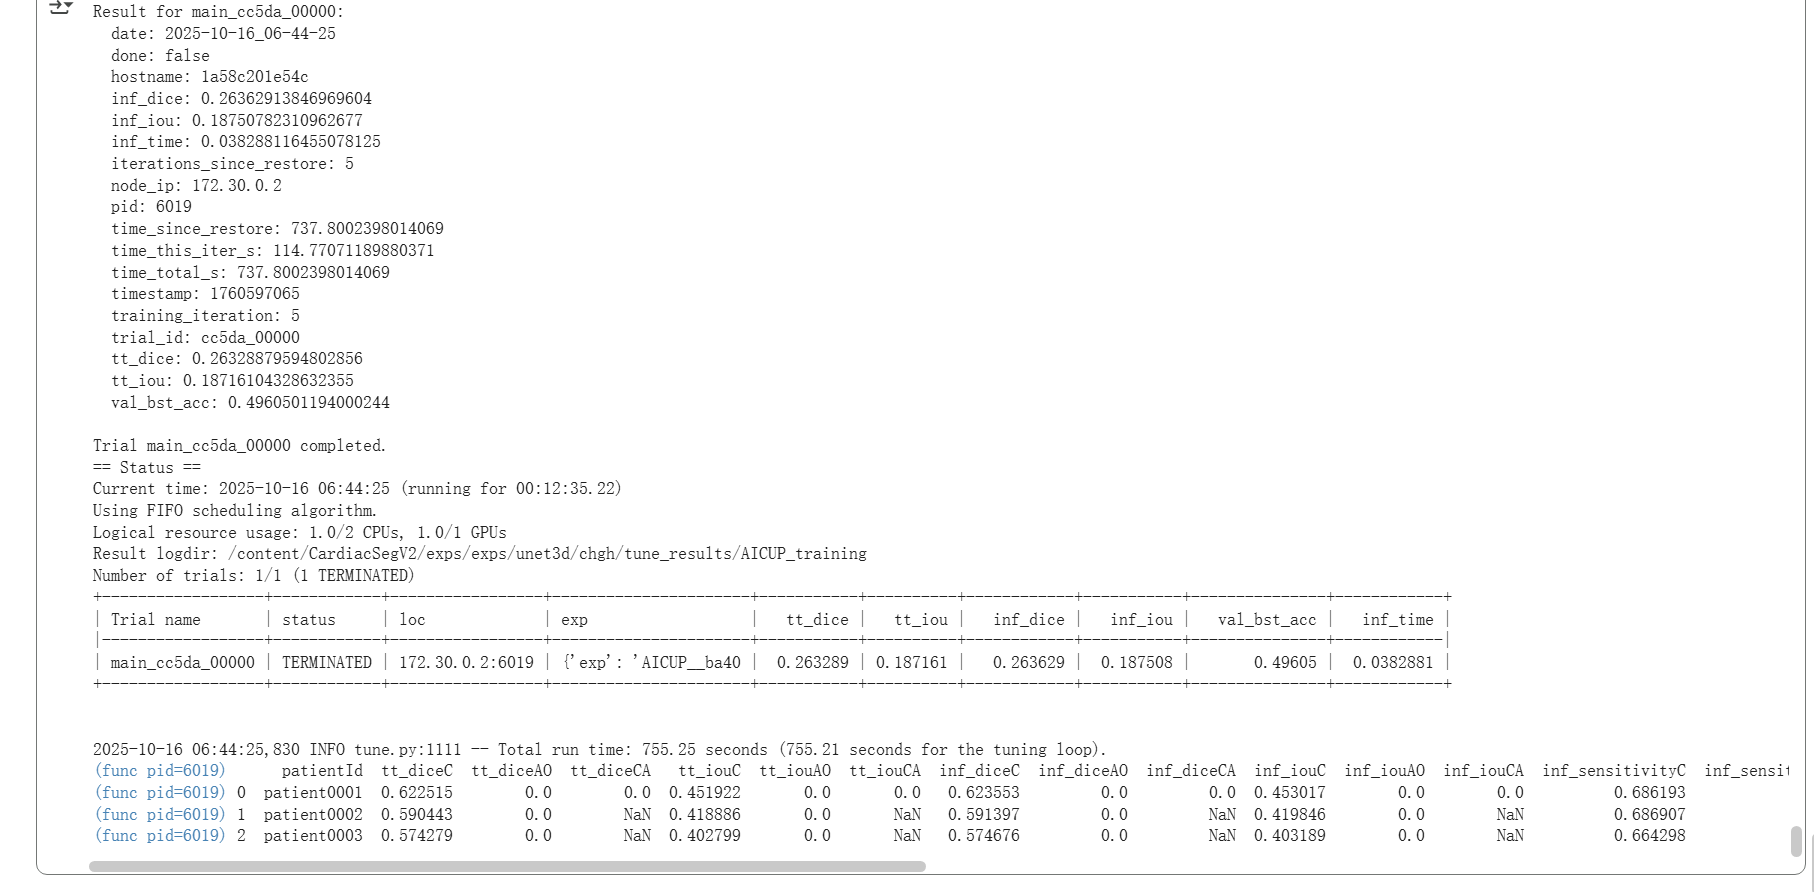 Result for main_cc5da_00000:
date: 2025-10-16_06-44-25
done: false
hostname: 1a58c201e54c
inf_dice: 0.26362913846969604
inf_iou: 0.18750782310962677
inf_time: 0.038288116455078125
iterations_since_restore: 5
node_ip: 172.30.0.2
pid: 6019
time_since_restore: 737.8002398014069
time_this_iter_s: 114.77071189880371
time_total_s: 737.8002398014069
timestamp: 1760597065
training_iteration: 5
trial_id: cc5da_00000
tt_dice: 0.26328879594802856
tt_iou: 0.18716104328632355
val_bst_acc: 0.4960501194000244
Trial main_cc5da_00000 completed.
== Status ==
Current time: 2025-10-16 06:44:25 (running for 00:12:35.22)
Using FIFO scheduling algorithm.
Logical resource usage: 1.0/2 CPUs, 1.0/1 GPUs
Result logdir: /content/CardiacSegV2/exps/exps/unet3d/chgh/tune_results/AICUP_training
Number of trials: 1/1 (1 TERMINATED)
+------------------+------------+-----------------+----------------------+-----------+----------+------------+-----------+---------------+------------+
| Trial name | status | loc | exp | tt_dice | tt_iou | inf_dice | inf_iou | val_bst_acc | inf_time |
|------------------+------------+-----------------+----------------------+-----------+----------+------------+-----------+---------------+------------|
| main_cc5da_00000 | TERMINATED | 172.30.0.2:6019 | {'exp': 'AICUP__ba40 | 0.263289 | 0.187161 | 0.263629 | 0.187508 | 0.49605 | 0.0382881 |
+------------------+------------+-----------------+----------------------+-----------+----------+------------+-----------+---------------+------------+
2025-10-16 06:44:25,830 INFO tune.py:1111 -- Total run time: 755.25 seconds (755.21 seconds for the tuning loop).
(func pid=6019) patientId tt_diceC tt_diceAO tt_diceCA tt_iouC tt_iouAO tt_iouCA inf_diceC inf_diceAO inf_diceCA inf_iouC inf_iouAO inf_iouCA inf_sensitivityC inf_sensit
(func pid=6019) 0 patient0001 0.622515 0.0 0.0 0.451922 0.0 0.0 0.623553 0.0 0.0 0.453017 0.0 0.0 0.686193
(func pid=6019) 1 patient0002 0.590443 0.0 NaN 0.418886 0.0 NaN 0.591397 0.0 NaN 0.419846 0.0 NaN 0.686907
(func pid=6019) 2 patient0003 0.574279 0.0 NaN 0.402799 0.0 NaN 0.574676 0.0 NaN 0.403189 0.0 NaN 0.664298